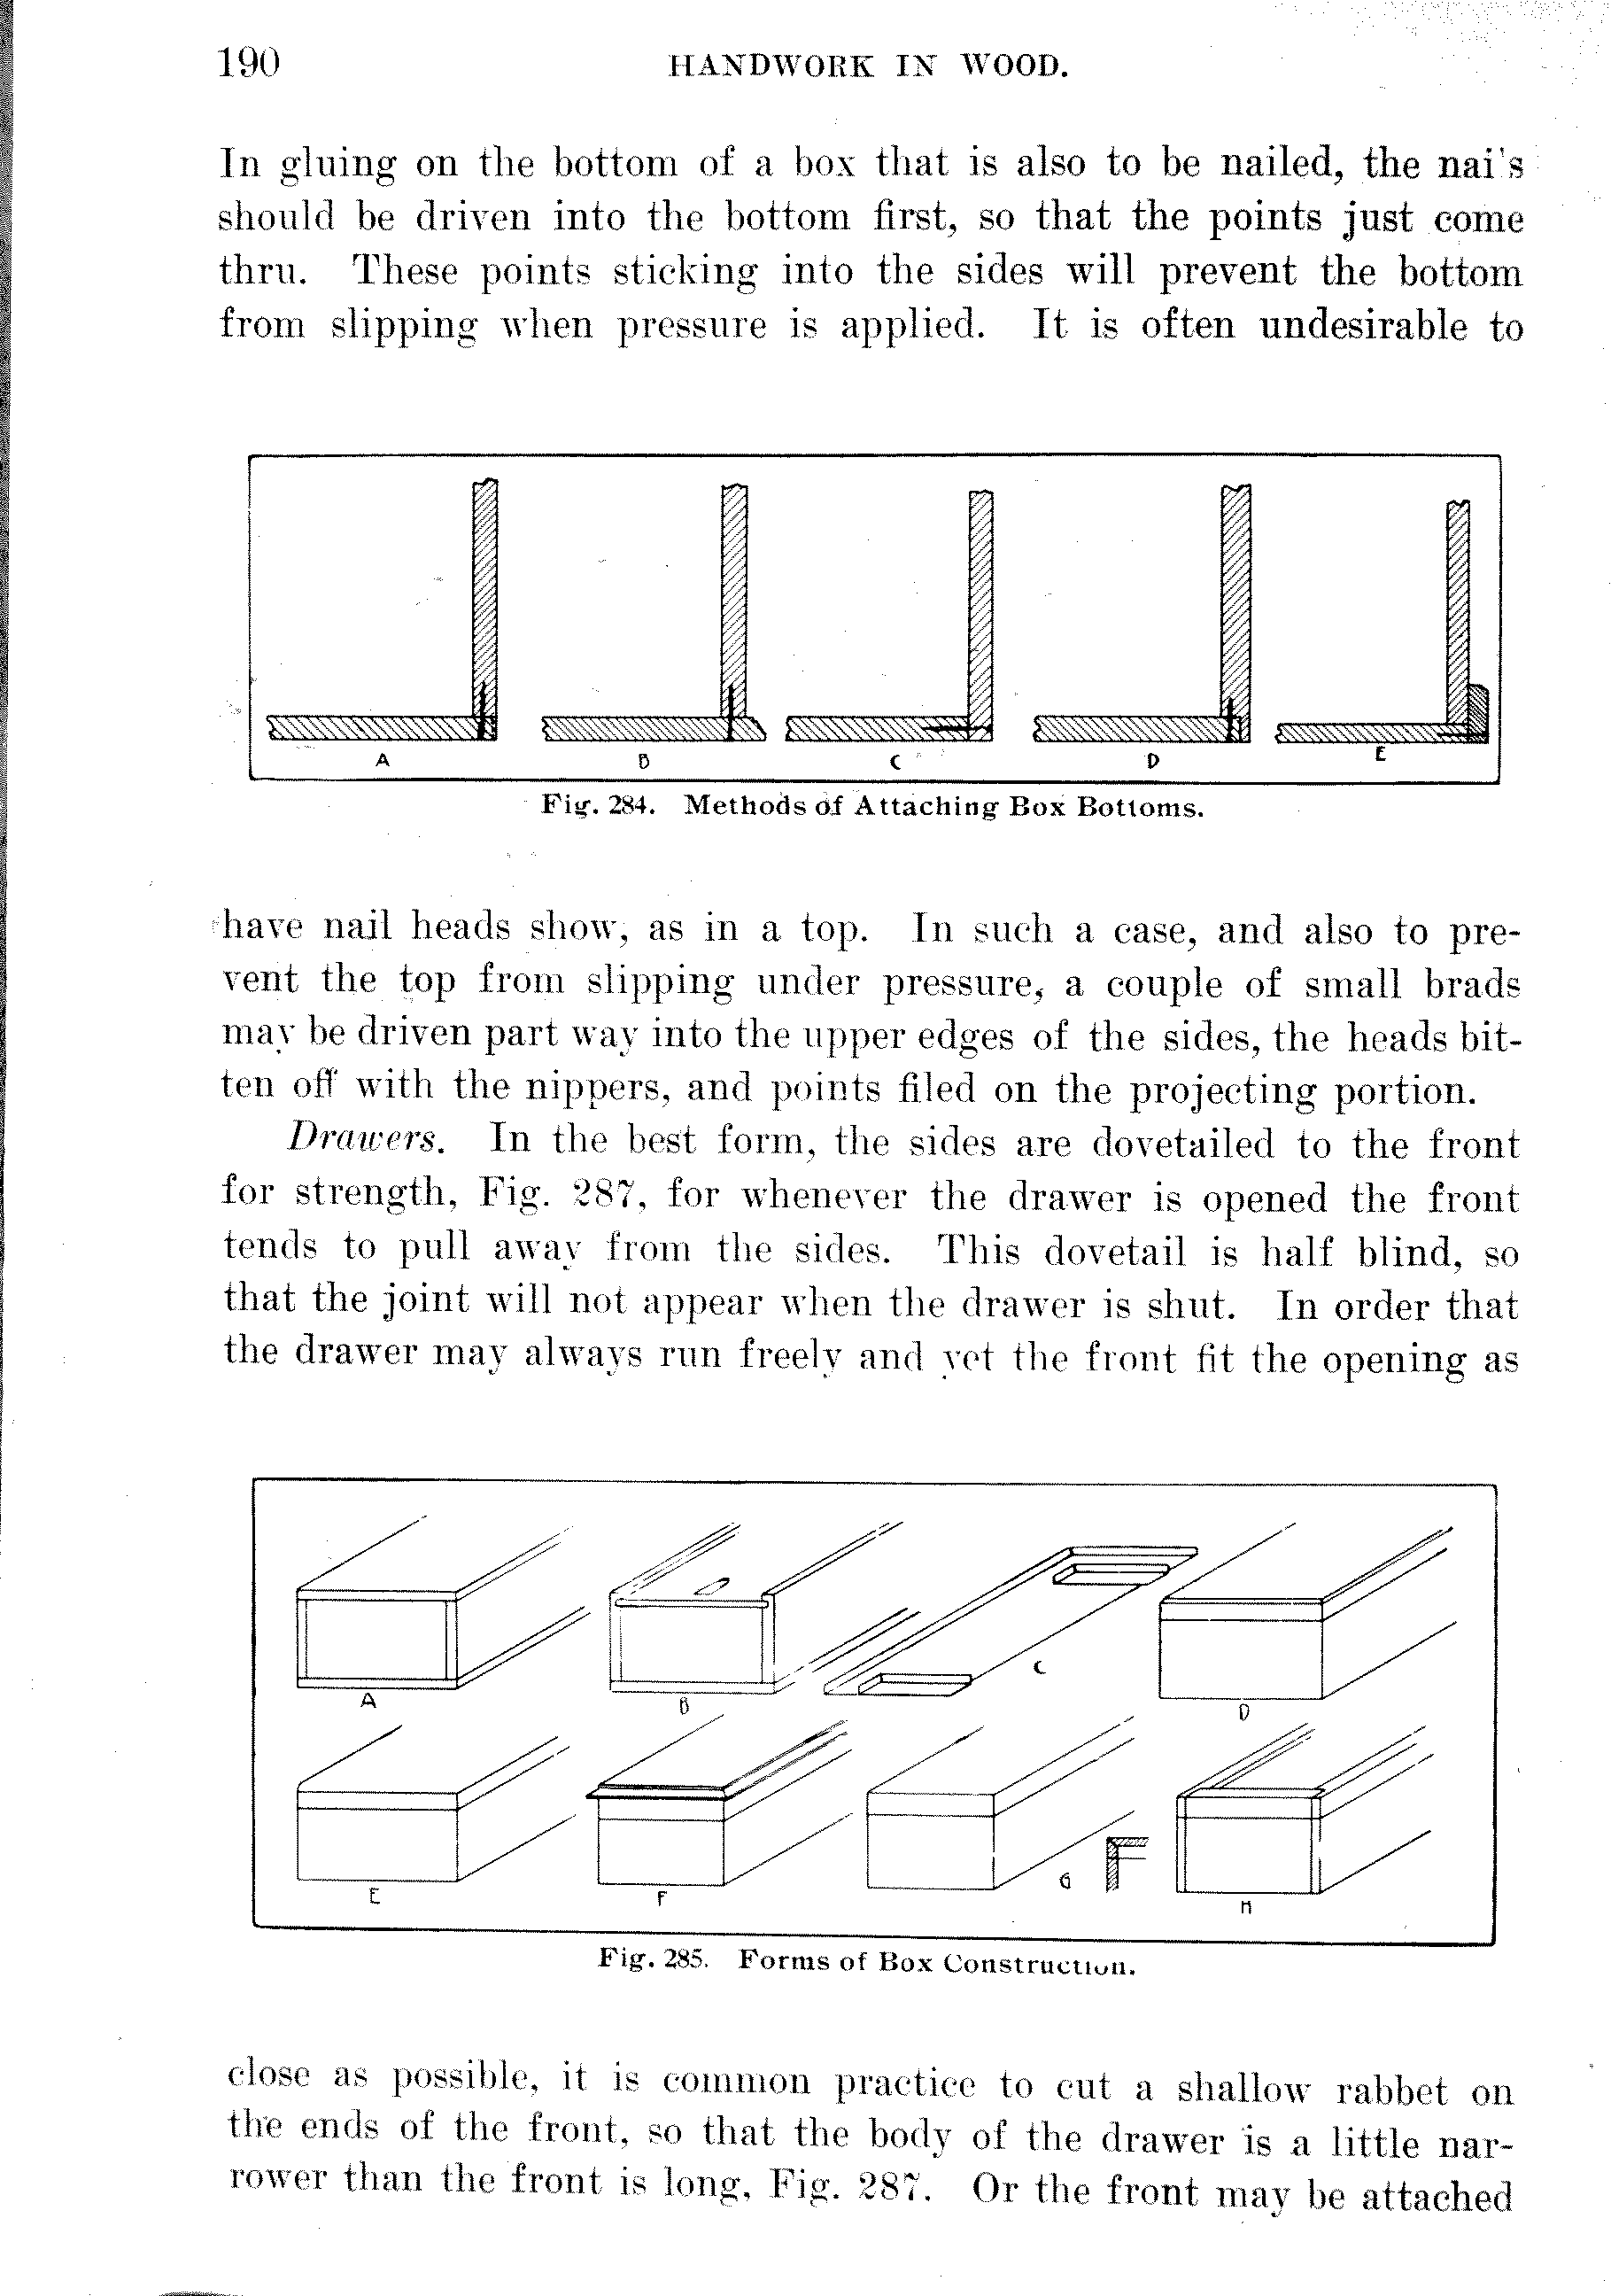 190
HANDWORK IN WOOD.
In gluing on the bottom of a box that is also to be nailed, the nai's
should be driven into the bottom first, so that the points just come
thru. These points sticking into the sides will prevent the bottom
from slipping when pressure is applied. It is often undesirable to
A B C D E
Fig. 284. Methods of Attaching Box Bottoms.
have nail heads show, as in a top. In such a case, and also to pre-
vent the top from slipping under pressure, a couple of small brads
may be driven part way into the upper edges of the sides, the heads bit-
ten off with the nippers, and points filed on the projecting portion.
Drawers. In the best form, the sides are dovetailed to the front
for strength, Fig. 287, for whenever the drawer is opened the front
tends to pull away from the sides. This dovetail is half blind, so
that the joint will not appear when the drawer is shut. In order that
the drawer may always run freely and yet the front fit the opening as
A B C D
E F G H
Fig. 285. Forms of Box Construction.
close as possible, it is common practice to cut a shallow rabbet on
the ends of the front, so that the body of the drawer is a little nar-
rower than the front is long, Fig. 287. Or the front may be attached